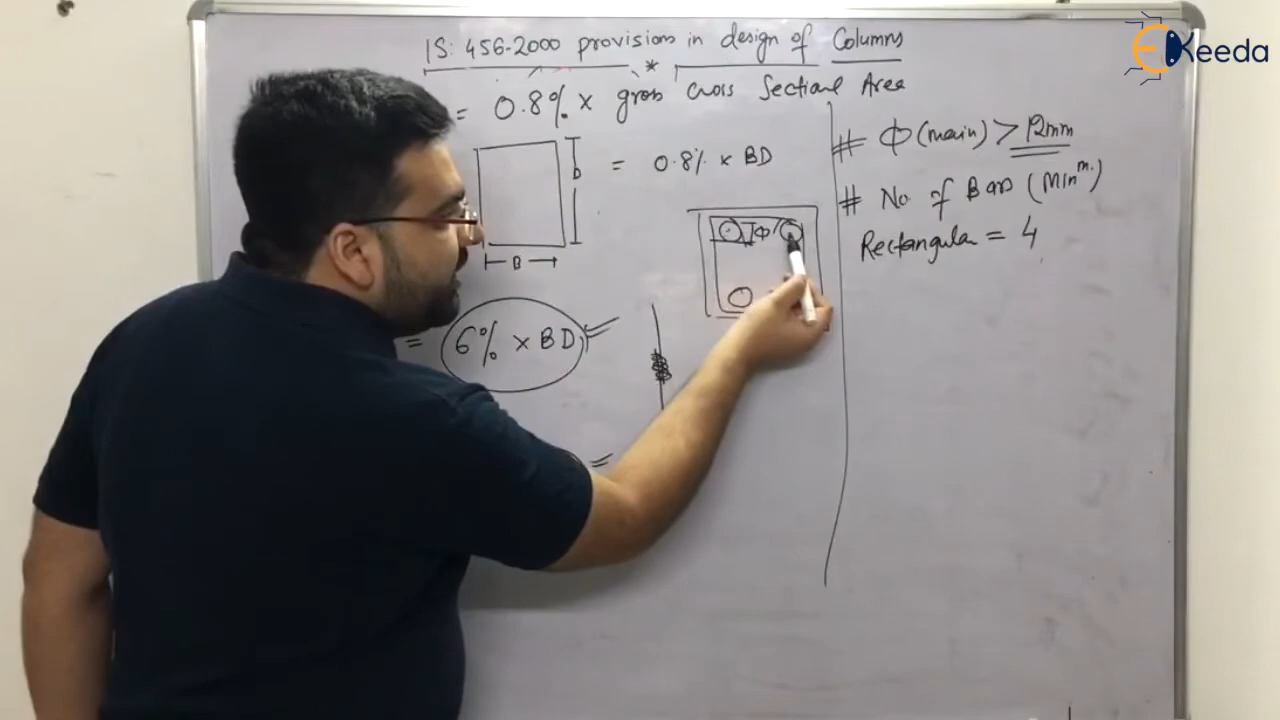 IS: 456-2000 provisions in design of Columns
*
= 0.8% x gross Cross Sectional Area
D
= 0.8% x BD
B
Φ
= 6% x BD
=
# Φ (main) > 12mm
# No. of Bars (Minᵐ.)
Rectangular = 4
EKeeda